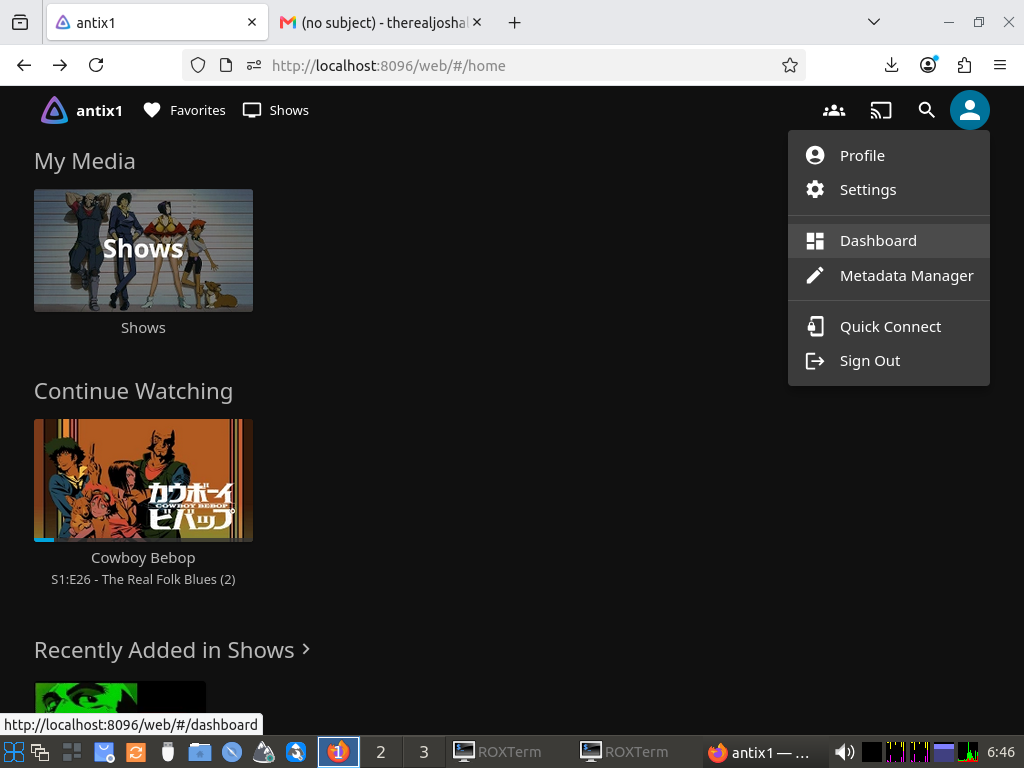 antix1
(no subject) - therealjosha
http://localhost:8096/web/#/home
antix1
Favorites
Shows
My Media
Profile
Settings
Dashboard
Metadata Manager
Quick Connect
Sign Out
Shows
Shows
Continue Watching
カウボーイ
COWBOY BEBOP
ビバップ
Cowboy Bebop
S1:E26 - The Real Folk Blues (2)
Recently Added in Shows
http://localhost:8096/web/#/dashboard
1
2
3
ROXTerm
ROXTerm
antix1 — ...
6:46